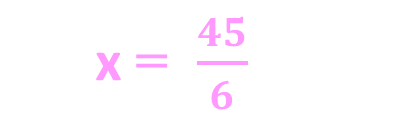 x = 45/6